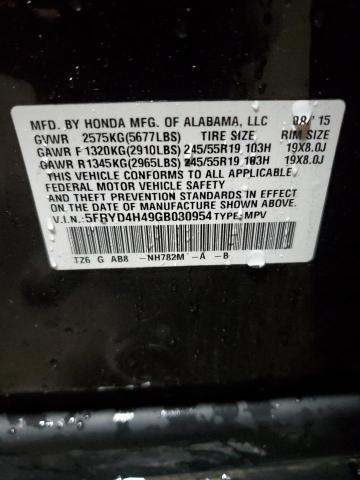 MFD. BY HONDA MFG. OF ALABAMA, LLC 08/15
GVWR 2575KG(5677LBS) TIRE SIZE RIM SIZE
GAWR F1320KG(2910LBS)245/55R19 103H 19X8.0J
GAWR R1345KG(2965LBS)245/55R19 103H 19X8.0J
THIS VEHICLE CONFORMS TO ALL APPLICABLE
FEDERAL MOTOR VEHICLE SAFETY
AND THEFT PREVENTION STANDARDS IN EFFECT
ON THE DATE OF MANUFACTURE SHOWN ABOVE.
V.I.N.:5FRYD4H49GB030954 TYPE:MPV
TZ6 G AB8 -NH782M -A -B